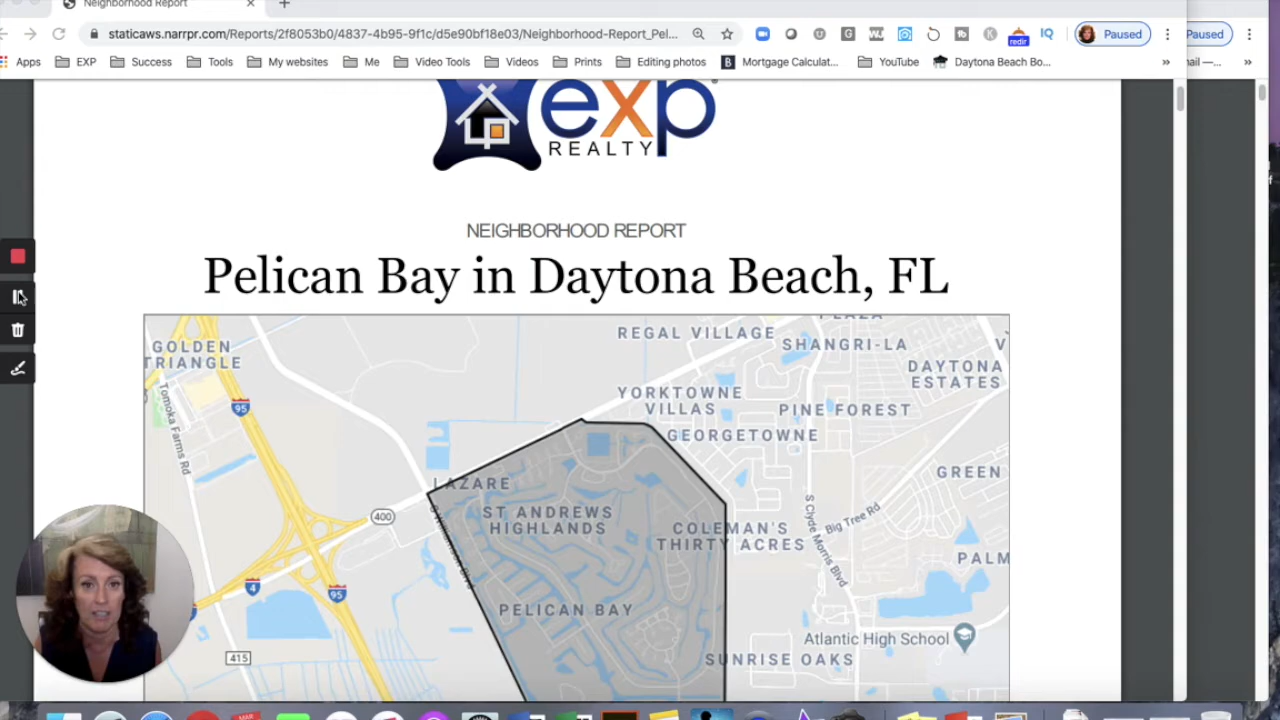 Neighborhood Report
staticaws.narrpr.com/Reports/2f8053b0/4837-4b95-9f1c/d5e90bf18e03/Neighborhood-Report_Pel...
Paused
Paused
redir
IQ
Apps
EXP
Success
Tools
My websites
Me
Video Tools
Videos
Prints
Editing photos
Mortgage Calculat...
YouTube
Daytona Beach Bo...
»
ail —...
»
exp
REALTY
NEIGHBORHOOD REPORT
Pelican Bay in Daytona Beach, FL
PLAZA
REGAL VILLAGE
SHANGRI-LA
GOLDEN
TRIANGLE
DAYTONA
ESTATES
YORKTOWNE
VILLAS
95
PINE FOREST
Tomoka Farms Rd
GEORGETOWNE
GREEN
LAZARE
400
ST ANDREWS
HIGHLANDS
COLEMAN'S
THIRTY ACRES
S Clyde Morris Blvd
Big Tree Rd
PALM
4
95
PELICAN BAY
Atlantic High School
415
SUNRISE OAKS